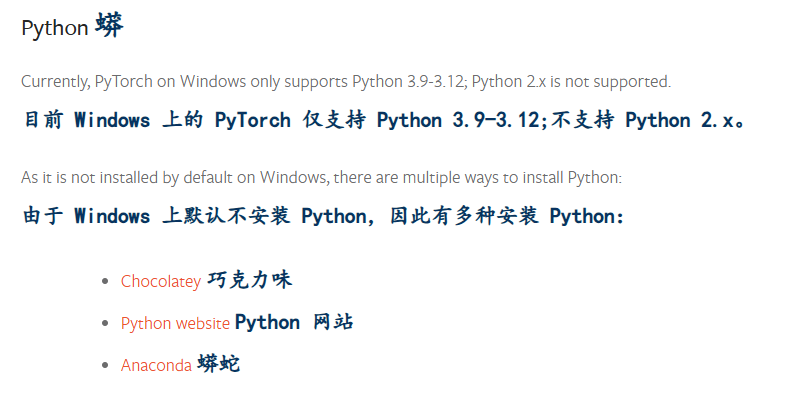 Python 蟒
Currently, PyTorch on Windows only supports Python 3.9-3.12; Python 2.x is not supported.
目前 Windows 上的 PyTorch 仅支持 Python 3.9-3.12;不支持 Python 2.x。
As it is not installed by default on Windows, there are multiple ways to install Python:
由于 Windows 上默认不安装 Python, 因此有多种安装 Python:
Chocolatey 巧克力味
Python website Python 网站
Anaconda 蟒蛇